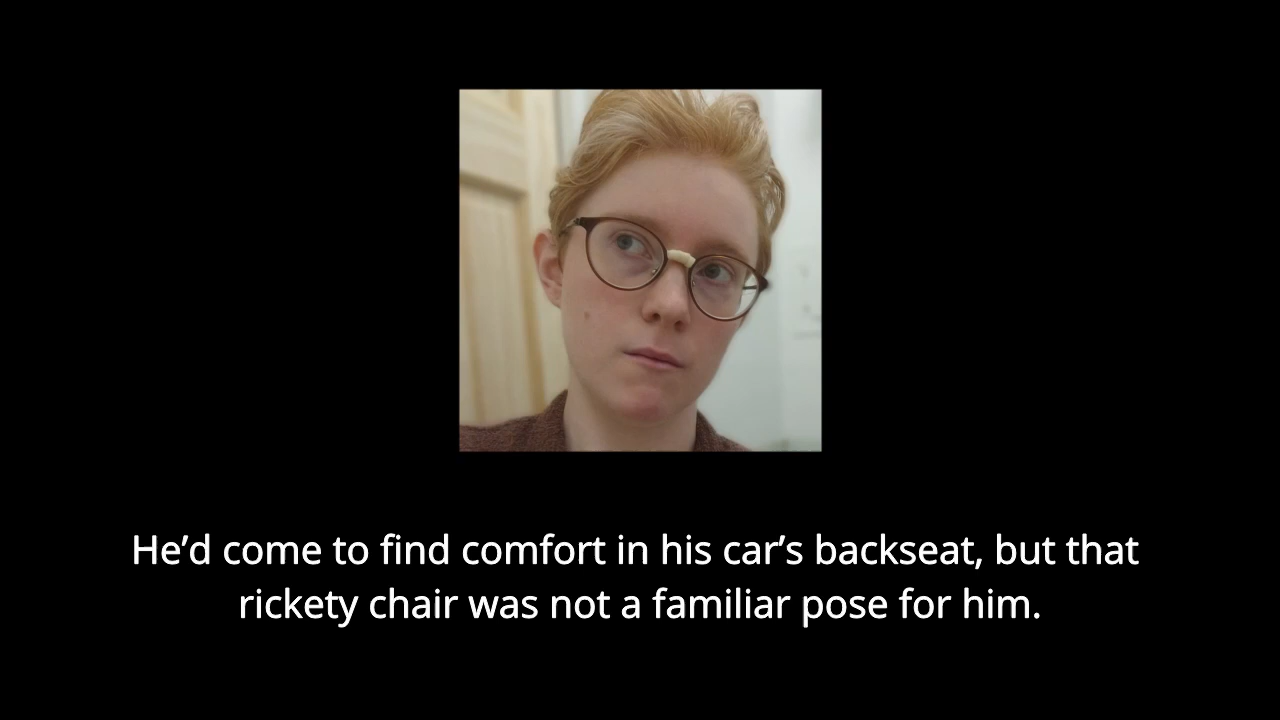 He’d come to find comfort in his car’s backseat, but that
rickety chair was not a familiar pose for him.